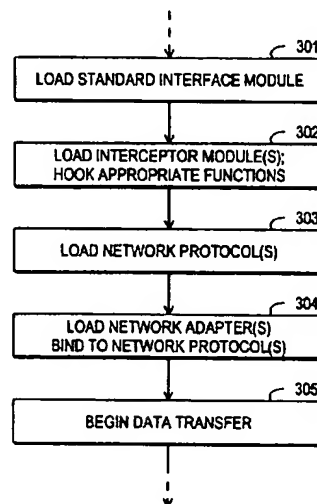 301
LOAD STANDARD INTERFACE MODULE
302
LOAD INTERCEPTOR MODULE(S);
HOOK APPROPRIATE FUNCTIONS
303
LOAD NETWORK PROTOCOL(S)
304
LOAD NETWORK ADAPTER(S)
BIND TO NETWORK PROTOCOL(S)
305
BEGIN DATA TRANSFER